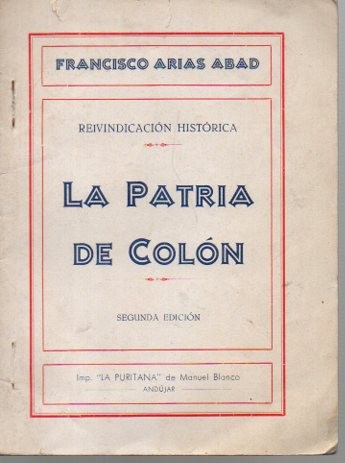 FRANCISCO ARIAS ABAD
REIVINDICACIÓN HISTÓRICA
LA PATRIA
DE COLÓN
SEGUNDA EDICIÓN
Imp. "LA PURITANA" de Manuel Blanco
ANDÚJAR